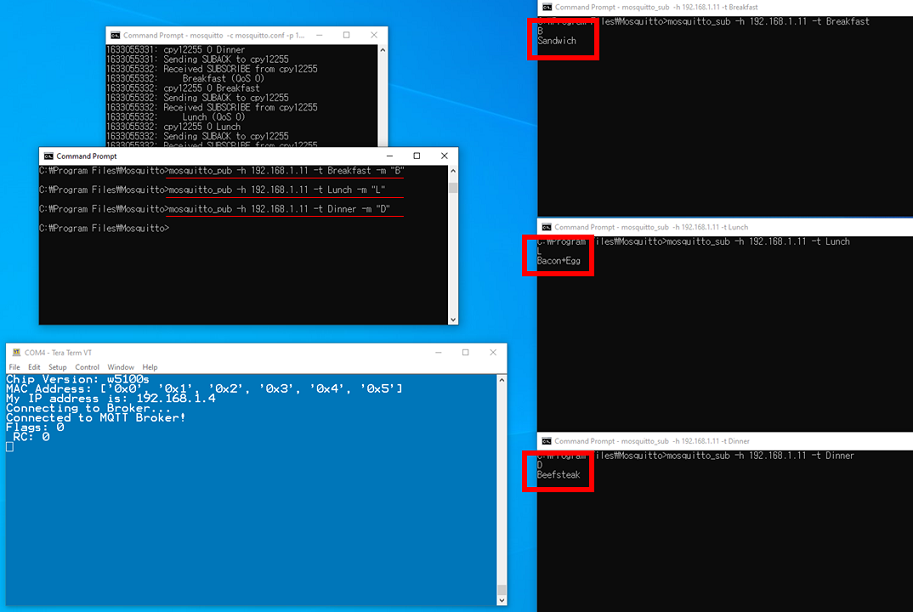 Command Prompt - mosquitto -c mosquitto.conf -p 1...
1633055331: cpy12255 0 Dinner
1633055331: Sending SUBACK to cpy12255
1633055332: Received SUBSCRIBE from cpy12255
1633055332: Breakfast (QoS 0)
1633055332: cpy12255 0 Breakfast
1633055332: Sending SUBACK to cpy12255
1633055332: Received SUBSCRIBE from cpy12255
1633055332: Lunch (QoS 0)
1633055332: cpy12255 0 Lunch
1633055332: Sending SUBACK to cpy12255
1633055332: Received SUBSCRIBE from cpy12255
Command Prompt
C:₩Program Files₩Mosquitto>mosquitto_pub -h 192.168.1.11 -t Breakfast -m "B"
C:₩Program Files₩Mosquitto>mosquitto_pub -h 192.168.1.11 -t Lunch -m "L"
C:₩Program Files₩Mosquitto>mosquitto_pub -h 192.168.1.11 -t Dinner -m "D"
C:₩Program Files₩Mosquitto>
COM4 - Tera Term VT
File Edit Setup Control Window Help
Chip Version: w5100s
MAC Address: ['0x0', '0x1', '0x2', '0x3', '0x4', '0x5']
My IP address is: 192.168.1.4
Connecting to Broker...
Connected to MQTT Broker!
Flags: 0
RC: 0
Command Prompt - mosquitto_sub -h 192.168.1.11 -t Breakfast
C:₩Program Files₩Mosquitto>mosquitto_sub -h 192.168.1.11 -t Breakfast
B
Sandwich
Command Prompt - mosquitto_sub -h 192.168.1.11 -t Lunch
C:₩Program Files₩Mosquitto>mosquitto_sub -h 192.168.1.11 -t Lunch
L
Bacon+Egg
Command Prompt - mosquitto_sub -h 192.168.1.11 -t Dinner
C:₩Program Files₩Mosquitto>mosquitto_sub -h 192.168.1.11 -t Dinner
D
Beefsteak